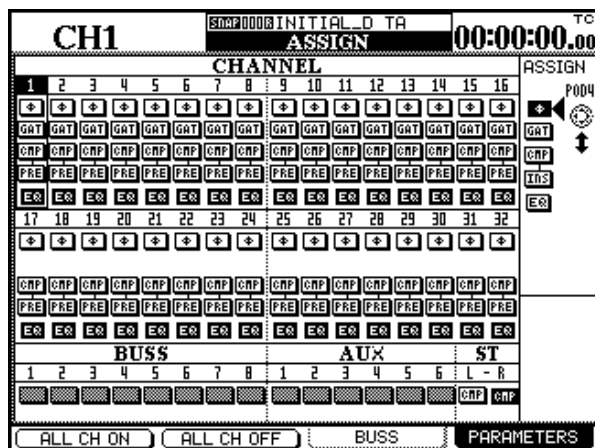 CH1 SNAP000 INITIAL_D TA TC
ASSIGN 00:00:00.00
CHANNEL ASSIGN
1 2 3 4 5 6 7 8 9 10 11 12 13 14 15 16 POD4
Φ Φ Φ Φ Φ Φ Φ Φ Φ Φ Φ Φ Φ Φ Φ Φ Φ
GAT GAT GAT GAT GAT GAT GAT GAT GAT GAT GAT GAT GAT GAT GAT GAT GAT
CMP CMP CMP CMP CMP CMP CMP CMP CMP CMP CMP CMP CMP CMP CMP CMP CMP
PRE PRE PRE PRE PRE PRE PRE PRE PRE PRE PRE PRE PRE PRE PRE PRE INS
EQ EQ EQ EQ EQ EQ EQ EQ EQ EQ EQ EQ EQ EQ EQ EQ EQ
17 18 19 20 21 22 23 24 25 26 27 28 29 30 31 32
Φ Φ Φ Φ Φ Φ Φ Φ Φ Φ Φ Φ Φ Φ Φ Φ
CMP CMP CMP CMP CMP CMP CMP CMP CMP CMP CMP CMP CMP CMP CMP CMP
PRE PRE PRE PRE PRE PRE PRE PRE PRE PRE PRE PRE PRE PRE PRE PRE
EQ EQ EQ EQ EQ EQ EQ EQ EQ EQ EQ EQ EQ EQ EQ EQ
BUSS AUX ST
1 2 3 4 5 6 7 8 1 2 3 4 5 6 L - R
CMP CMP
ALL CH ON ALL CH OFF BUSS PARAMETERS